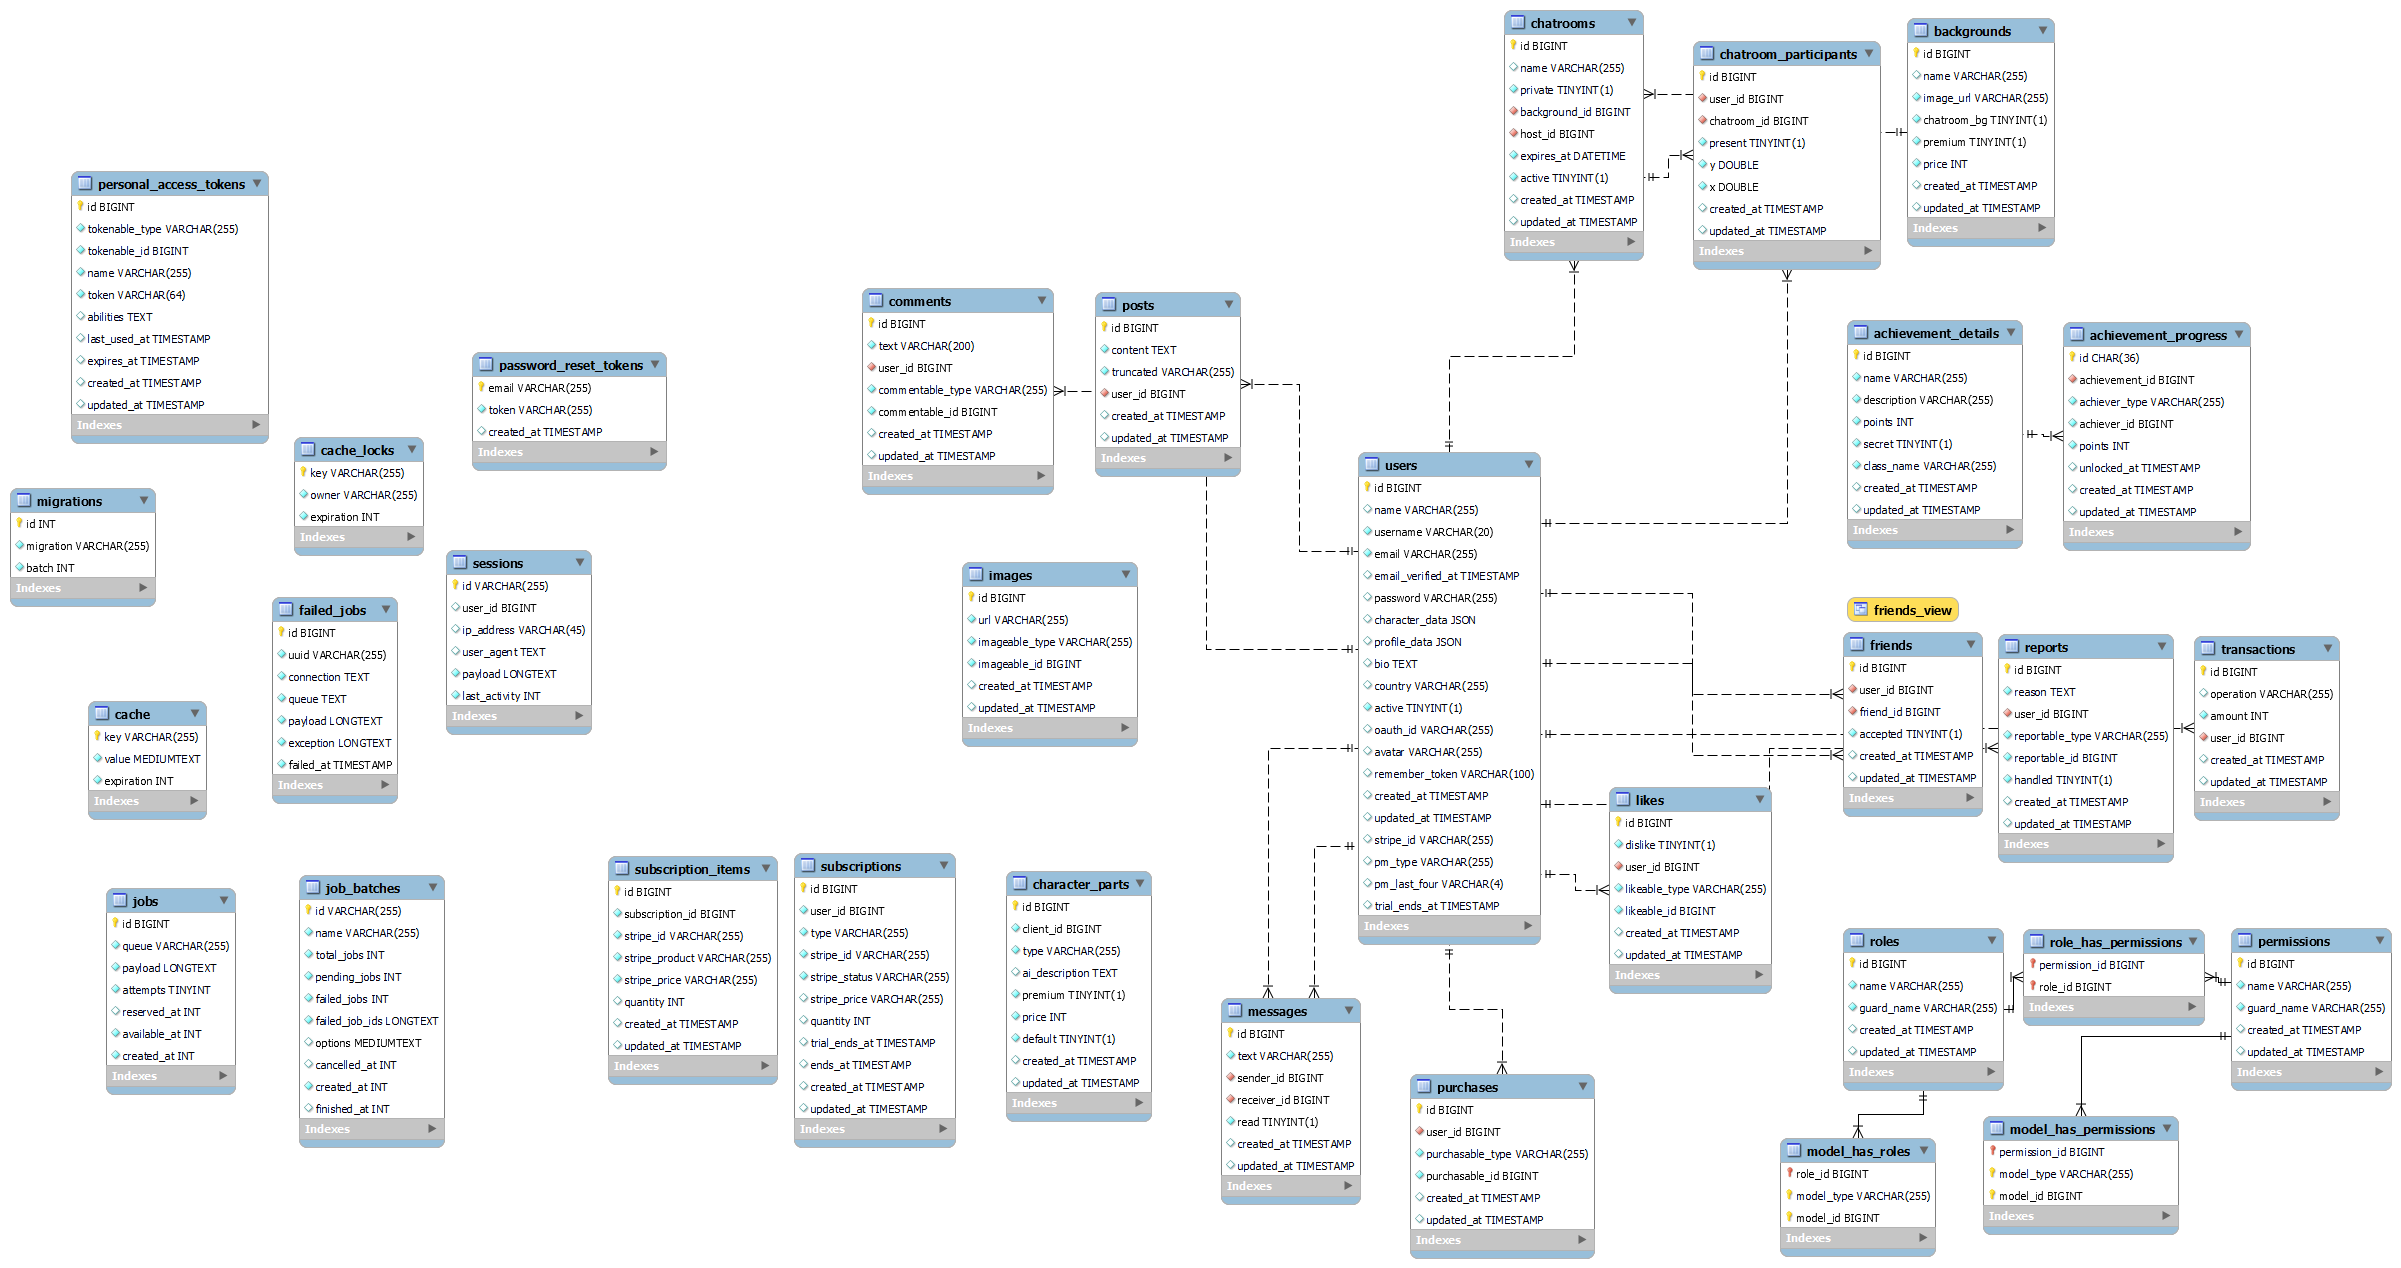 chatrooms
id BIGINT
name VARCHAR(255)
private TINYINT(1)
background_id BIGINT
host_id BIGINT
expires_at DATETIME
active TINYINT(1)
created_at TIMESTAMP
updated_at TIMESTAMP
Indexes
chatroom_participants
id BIGINT
user_id BIGINT
chatroom_id BIGINT
present TINYINT(1)
y DOUBLE
x DOUBLE
created_at TIMESTAMP
updated_at TIMESTAMP
Indexes
backgrounds
id BIGINT
name VARCHAR(255)
image_url VARCHAR(255)
chatroom_bg TINYINT(1)
premium TINYINT(1)
price INT
created_at TIMESTAMP
updated_at TIMESTAMP
Indexes
personal_access_tokens
id BIGINT
tokenable_type VARCHAR(255)
tokenable_id BIGINT
name VARCHAR(255)
token VARCHAR(64)
abilities TEXT
last_used_at TIMESTAMP
expires_at TIMESTAMP
created_at TIMESTAMP
updated_at TIMESTAMP
Indexes
comments
id BIGINT
text VARCHAR(200)
user_id BIGINT
commentable_type VARCHAR(255)
commentable_id BIGINT
created_at TIMESTAMP
updated_at TIMESTAMP
Indexes
posts
id BIGINT
content TEXT
truncated VARCHAR(255)
user_id BIGINT
created_at TIMESTAMP
updated_at TIMESTAMP
Indexes
achievement_details
id BIGINT
name VARCHAR(255)
description VARCHAR(255)
points INT
secret TINYINT(1)
class_name VARCHAR(255)
created_at TIMESTAMP
updated_at TIMESTAMP
Indexes
achievement_progress
id CHAR(36)
achievement_id BIGINT
achiever_type VARCHAR(255)
achiever_id BIGINT
points INT
unlocked_at TIMESTAMP
created_at TIMESTAMP
updated_at TIMESTAMP
Indexes
password_reset_tokens
email VARCHAR(255)
token VARCHAR(255)
created_at TIMESTAMP
Indexes
cache_locks
key VARCHAR(255)
owner VARCHAR(255)
expiration INT
Indexes
migrations
id INT
migration VARCHAR(255)
batch INT
Indexes
users
id BIGINT
name VARCHAR(255)
username VARCHAR(20)
email VARCHAR(255)
email_verified_at TIMESTAMP
password VARCHAR(255)
character_data JSON
profile_data JSON
bio TEXT
country VARCHAR(255)
active TINYINT(1)
oauth_id VARCHAR(255)
avatar VARCHAR(255)
remember_token VARCHAR(100)
created_at TIMESTAMP
updated_at TIMESTAMP
stripe_id VARCHAR(255)
pm_type VARCHAR(255)
pm_last_four VARCHAR(4)
trial_ends_at TIMESTAMP
Indexes
sessions
id VARCHAR(255)
user_id BIGINT
ip_address VARCHAR(45)
user_agent TEXT
payload LONGTEXT
last_activity INT
Indexes
images
id BIGINT
url VARCHAR(255)
imageable_type VARCHAR(255)
imageable_id BIGINT
created_at TIMESTAMP
updated_at TIMESTAMP
Indexes
failed_jobs
id BIGINT
uuid VARCHAR(255)
connection TEXT
queue TEXT
payload LONGTEXT
exception LONGTEXT
failed_at TIMESTAMP
Indexes
friends_view
friends
id BIGINT
user_id BIGINT
friend_id BIGINT
accepted TINYINT(1)
created_at TIMESTAMP
updated_at TIMESTAMP
Indexes
reports
id BIGINT
reason TEXT
user_id BIGINT
reportable_type VARCHAR(255)
reportable_id BIGINT
handled TINYINT(1)
created_at TIMESTAMP
updated_at TIMESTAMP
Indexes
transactions
id BIGINT
operation VARCHAR(255)
amount INT
user_id BIGINT
created_at TIMESTAMP
updated_at TIMESTAMP
Indexes
cache
key VARCHAR(255)
value MEDIUMTEXT
expiration INT
Indexes
likes
id BIGINT
dislike TINYINT(1)
user_id BIGINT
likeable_type VARCHAR(255)
likeable_id BIGINT
created_at TIMESTAMP
updated_at TIMESTAMP
Indexes
jobs
id BIGINT
queue VARCHAR(255)
payload LONGTEXT
attempts TINYINT
reserved_at INT
available_at INT
created_at INT
Indexes
job_batches
id VARCHAR(255)
name VARCHAR(255)
total_jobs INT
pending_jobs INT
failed_jobs INT
failed_job_ids LONGTEXT
options MEDIUMTEXT
cancelled_at INT
created_at INT
finished_at INT
Indexes
subscription_items
id BIGINT
subscription_id BIGINT
stripe_id VARCHAR(255)
stripe_product VARCHAR(255)
stripe_price VARCHAR(255)
quantity INT
created_at TIMESTAMP
updated_at TIMESTAMP
Indexes
subscriptions
id BIGINT
user_id BIGINT
type VARCHAR(255)
stripe_id VARCHAR(255)
stripe_status VARCHAR(255)
stripe_price VARCHAR(255)
quantity INT
trial_ends_at TIMESTAMP
ends_at TIMESTAMP
created_at TIMESTAMP
updated_at TIMESTAMP
Indexes
character_parts
id BIGINT
client_id BIGINT
type VARCHAR(255)
ai_description TEXT
premium TINYINT(1)
price INT
default TINYINT(1)
created_at TIMESTAMP
updated_at TIMESTAMP
Indexes
messages
id BIGINT
text VARCHAR(255)
sender_id BIGINT
receiver_id BIGINT
read TINYINT(1)
created_at TIMESTAMP
updated_at TIMESTAMP
Indexes
purchases
id BIGINT
user_id BIGINT
purchasable_type VARCHAR(255)
purchasable_id BIGINT
created_at TIMESTAMP
updated_at TIMESTAMP
Indexes
roles
id BIGINT
name VARCHAR(255)
guard_name VARCHAR(255)
created_at TIMESTAMP
updated_at TIMESTAMP
Indexes
role_has_permissions
permission_id BIGINT
role_id BIGINT
Indexes
permissions
id BIGINT
name VARCHAR(255)
guard_name VARCHAR(255)
created_at TIMESTAMP
updated_at TIMESTAMP
Indexes
model_has_roles
role_id BIGINT
model_type VARCHAR(255)
model_id BIGINT
Indexes
model_has_permissions
permission_id BIGINT
model_type VARCHAR(255)
model_id BIGINT
Indexes